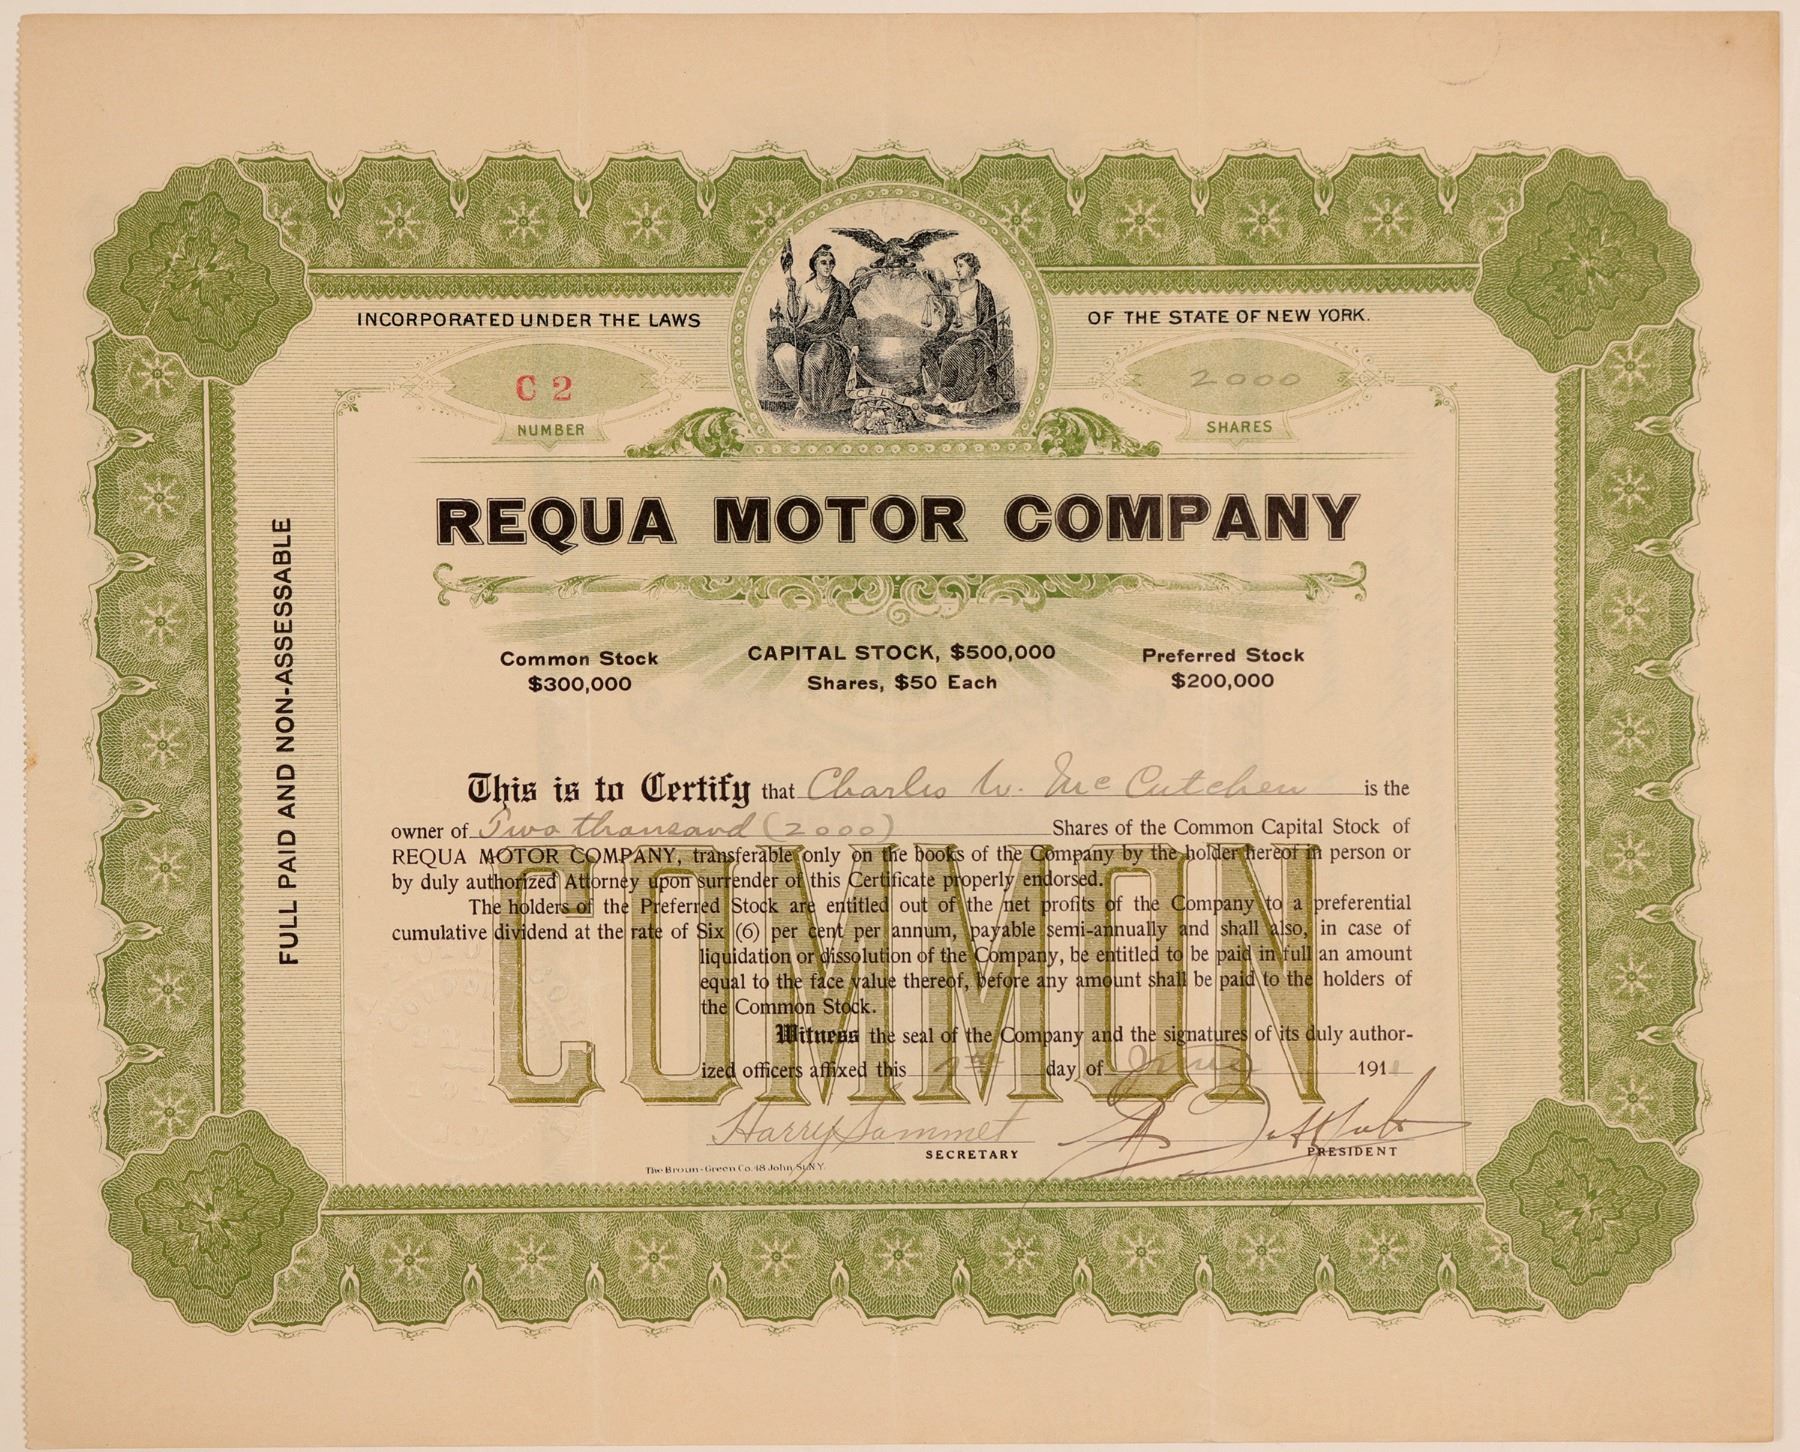 INCORPORATED UNDER THE LAWS OF THE STATE OF NEW YORK.
C 2
NUMBER
2000
SHARES
EXCELSIOR
REQUA MOTOR COMPANY
Common Stock
$300,000
CAPITAL STOCK, $500,000
Shares, $50 Each
Preferred Stock
$200,000
FULL PAID AND NON-ASSESSABLE
This is to Certify that Charles W. McCutchen is the
owner of Two thousand (2000) Shares of the Common Capital Stock of
REQUA MOTOR COMPANY, transferable only on the books of the Company by the holder hereof in person or
by duly authorized Attorney upon surrender of this Certificate properly endorsed.
The holders of the Preferred Stock are entitled out of the net profits of the Company to a preferential
cumulative dividend at the rate of Six (6) per cent per annum, payable semi-annually and shall also, in case of
liquidation or dissolution of the Company, be entitled to be paid in full an amount
equal to the face value thereof, before any amount shall be paid to the holders of
the Common Stock.
Witness the seal of the Company and the signatures of its duly author-
ized officers affixed this day of June 1911
COMMON
Harry Sammet
SECRETARY
PRESIDENT
The Broun-Green Co. 48 John St. N.Y.